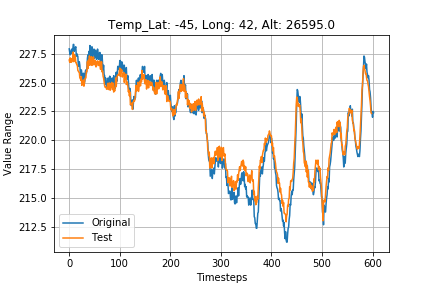 Temp_Lat: -45, Long: 42, Alt: 26595.0
Value Range
227.5
225.0
222.5
220.0
217.5
215.0
212.5
Original
Test
0 100 200 300 400 500 600
Timesteps